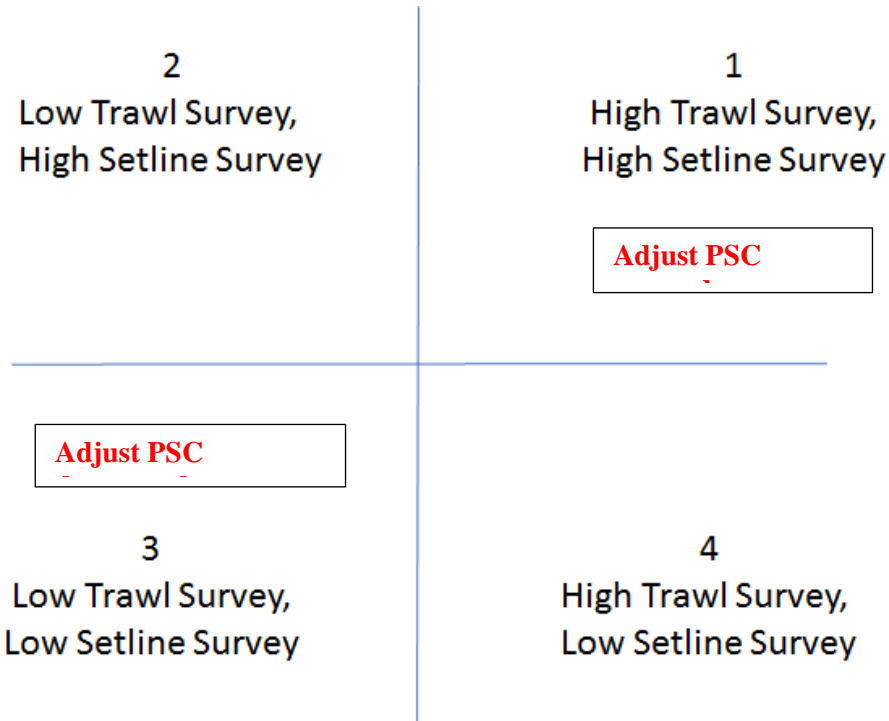 2
Low Trawl Survey,
High Setline Survey
1
High Trawl Survey,
High Setline Survey
Adjust PSC
Adjust PSC
3
Low Trawl Survey,
Low Setline Survey
4
High Trawl Survey,
Low Setline Survey